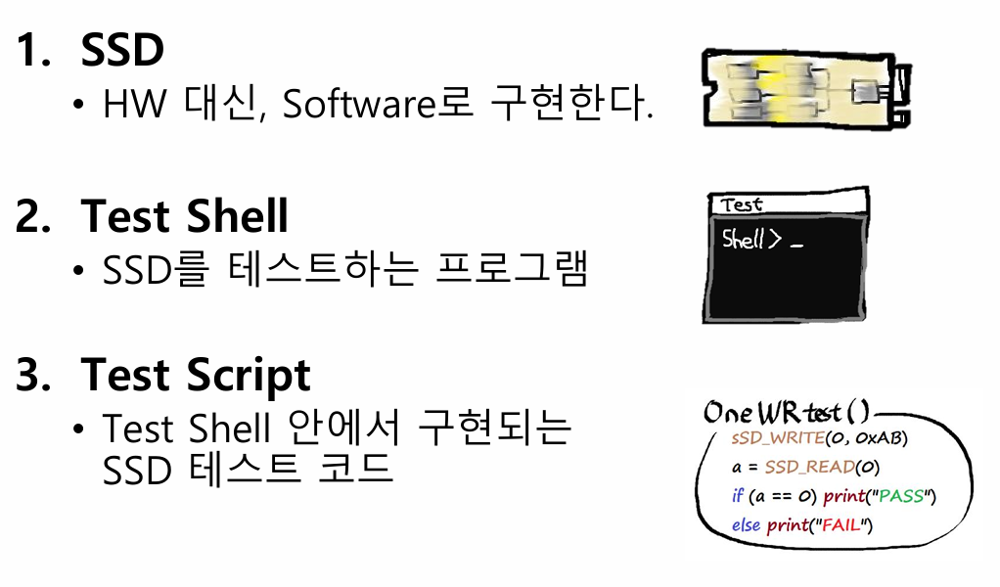 1. SSD
• HW 대신, Software로 구현한다.
2. Test Shell
• SSD를 테스트하는 프로그램
Test
Shell> _
3. Test Script
• Test Shell 안에서 구현되는
SSD 테스트 코드
OneWRtest()
sSD_WRITE(0, 0xAB)
a = SSD_READ(0)
if (a == 0) print("PASS")
else print("FAIL")